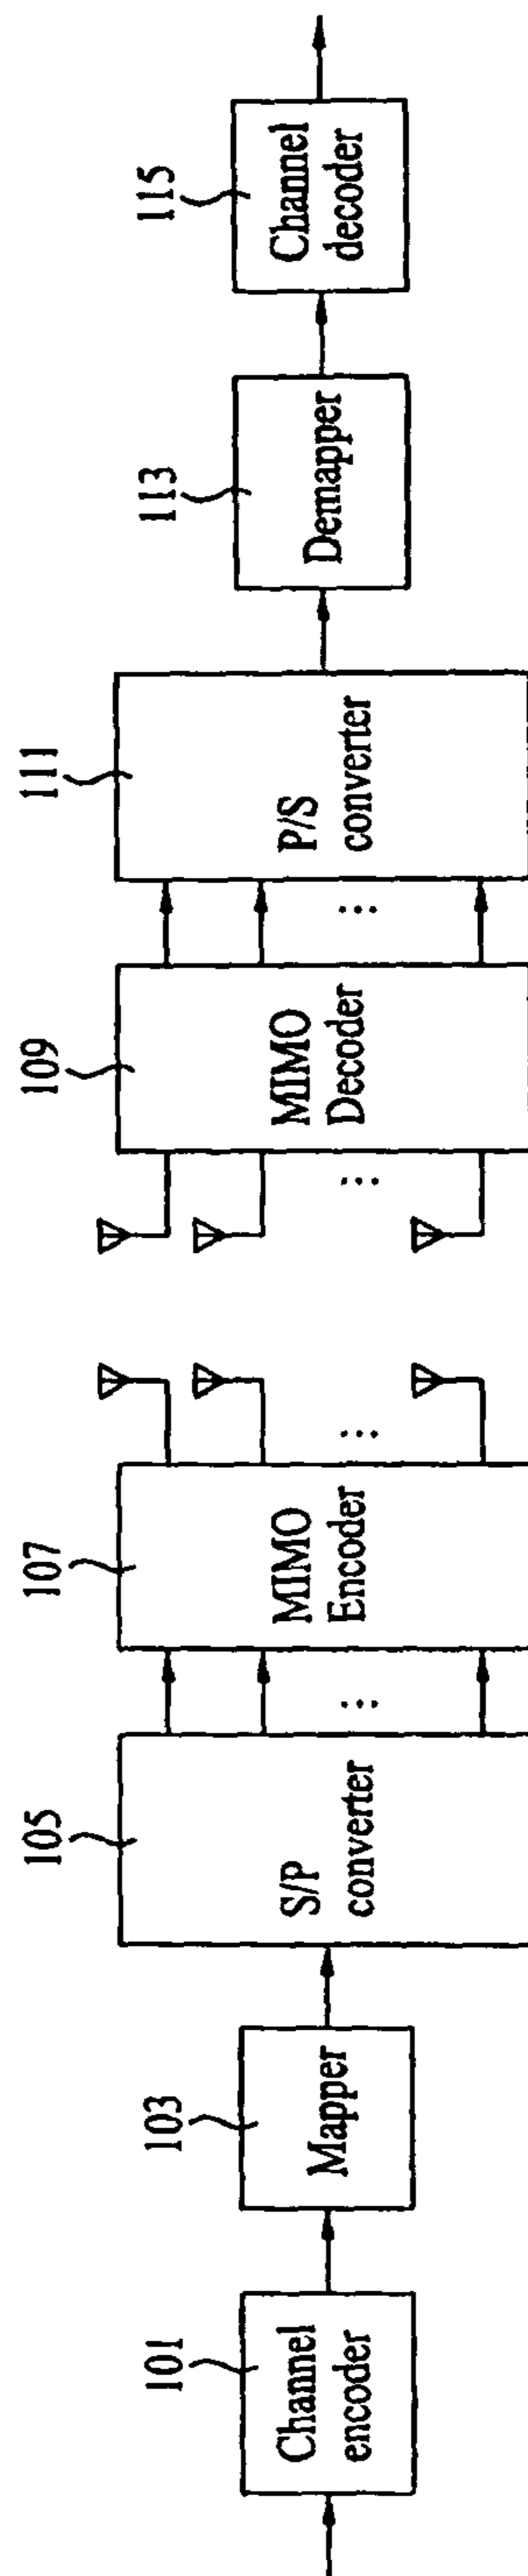 101
Channel
encoder
103
Mapper
105
S/P
converter
107
MIMO
Encoder
109
MIMO
Decoder
111
P/S
converter
113
Demapper
115
Channel
decoder